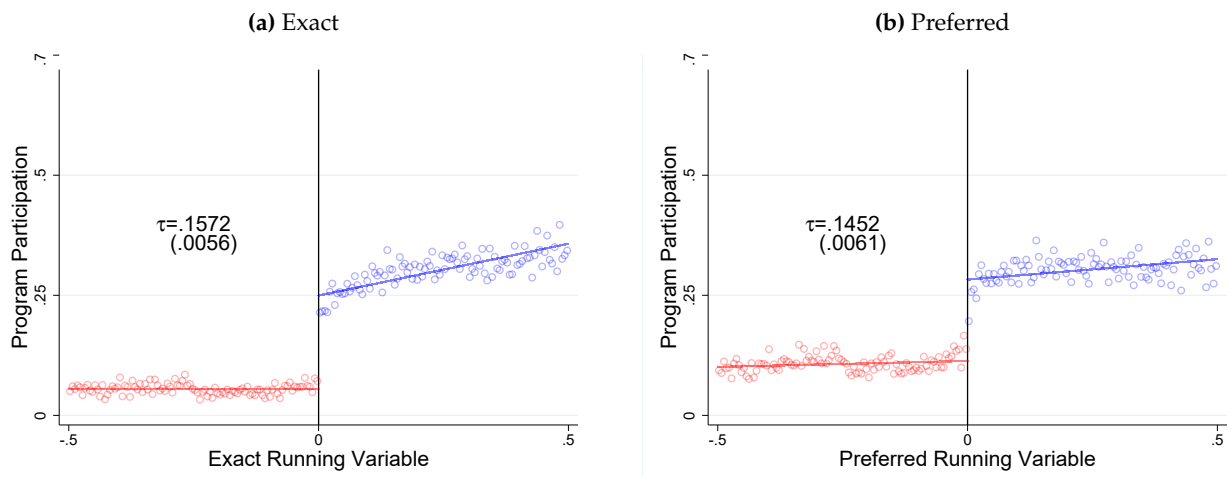 (a) Exact
Program Participation
.7
.5
.25
0
τ=.1572
(.0056)
-.5
0
.5
Exact Running Variable
(b) Preferred
Program Participation
.7
.5
.25
0
τ=.1452
(.0061)
-.5
0
.5
Preferred Running Variable